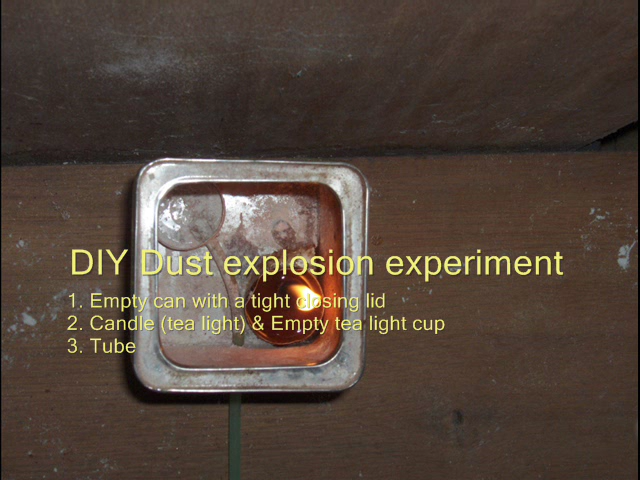 DIY Dust explosion experiment
1. Empty can with a tight closing lid
2. Candle (tea light) & Empty tea light cup
3. Tube